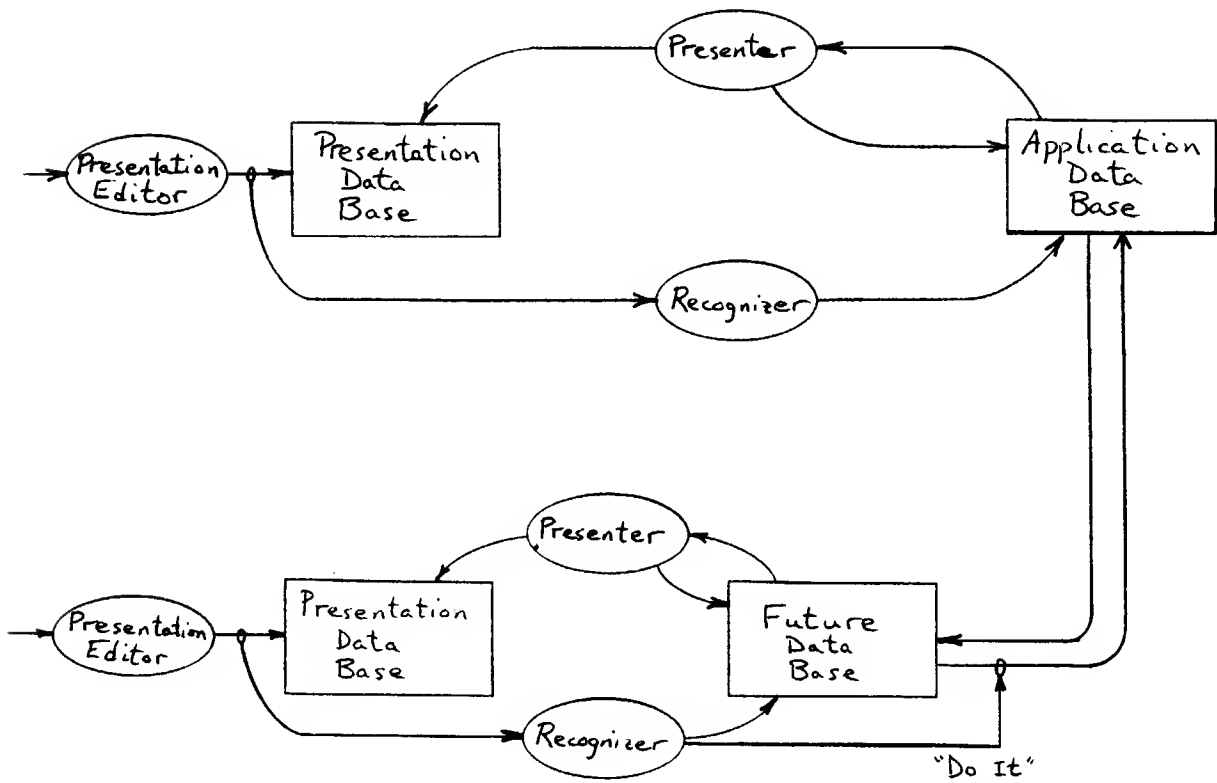 Presenter
Presentation
Editor
Presentation
Data
Base
Application
Data
Base
Recognizer
Presenter
Presentation
Editor
Presentation
Data
Base
Future
Data
Base
Recognizer
"Do It"